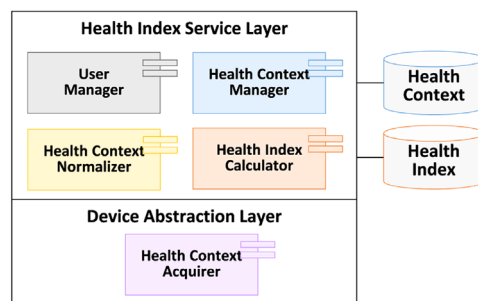 Health Index Service Layer
User
Manager
Health Context
Manager
Health
Context
Health Context
Normalizer
Health Index
Calculator
Health
Index
Device Abstraction Layer
Health Context
Acquirer